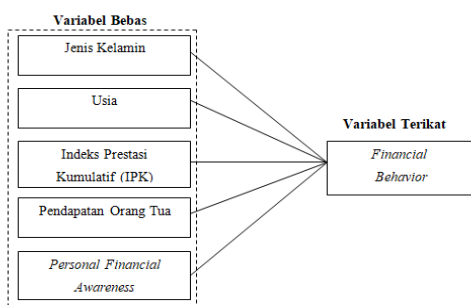 Variabel Bebas
Jenis Kelamin
Usia
Indeks Prestasi
Kumulatif (IPK)
Pendapatan Orang Tua
Personal Financial
Awareness
Variabel Terikat
Financial
Behavior